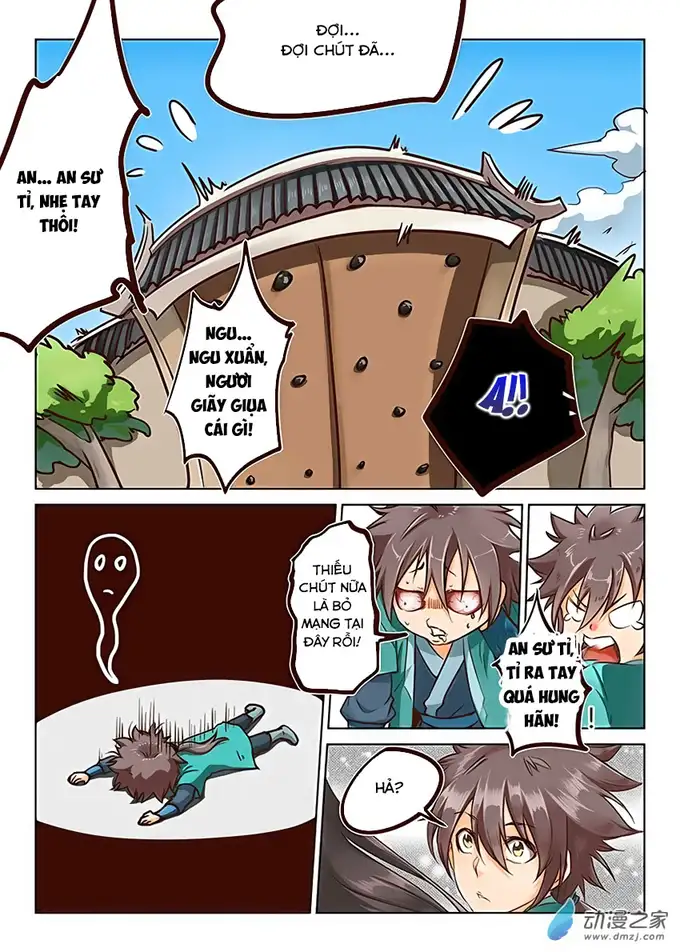 ĐỢI...
ĐỢI CHÚT ĐÃ...
AN... AN SƯ
TỈ, NHẸ TAY
THÔI!
NGU...
NGU XUẨN,
NGƯƠI
GIÃY GIỤA
CÁI GÌ!
A!!
THIẾU
CHÚT NỮA
LÀ BỎ
MẠNG TẠI
ĐÂY RỒI!
AN SƯ TỈ,
TỈ RA TAY
QUÁ HUNG
HÃN!
!
HẢ?
动漫之家
www.dmzj.com